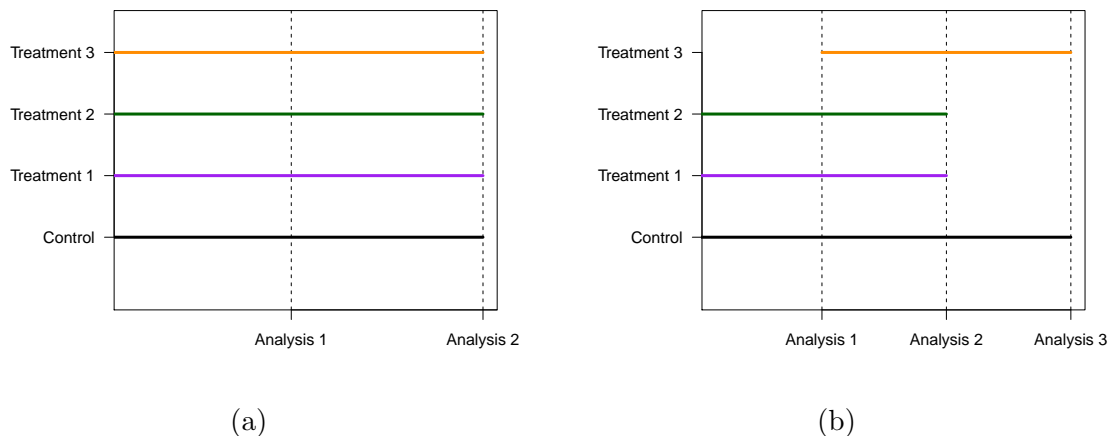 Treatment 3
Treatment 2
Treatment 1
Control
Analysis 1
Analysis 2
(a)
Treatment 3
Treatment 2
Treatment 1
Control
Analysis 1
Analysis 2
Analysis 3
(b)